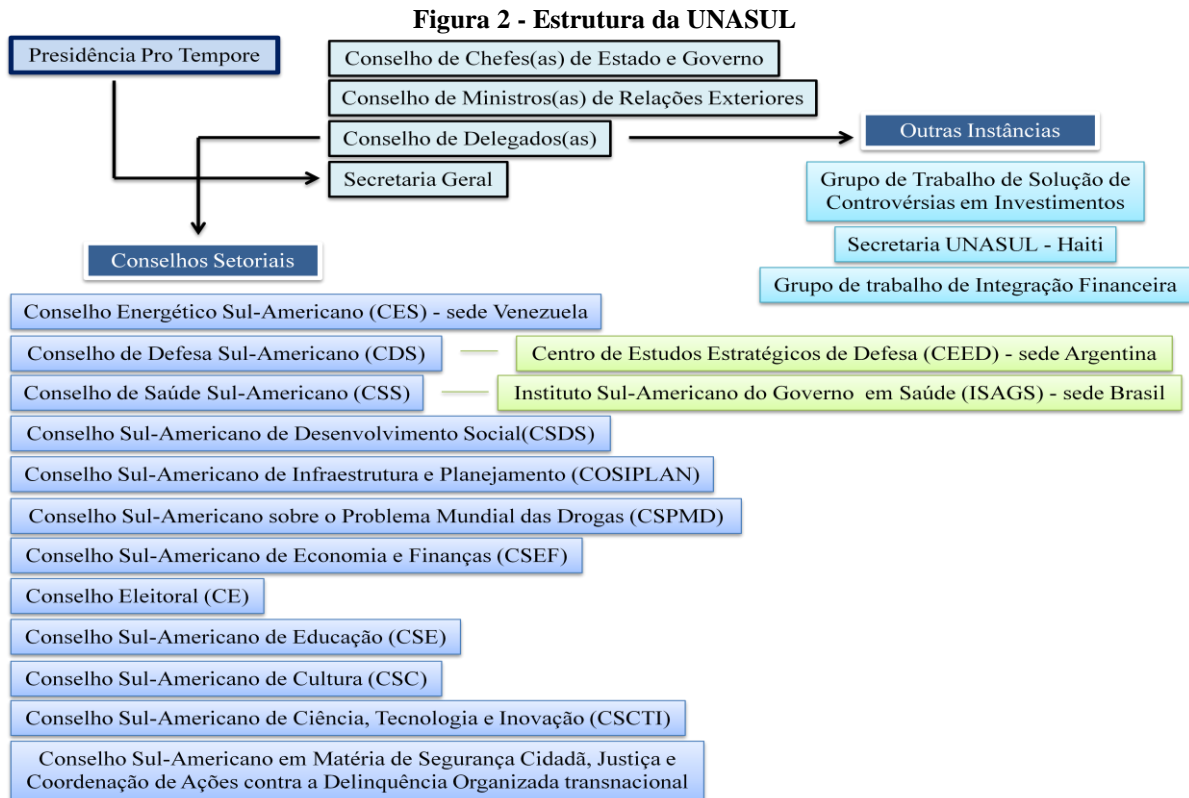 Figura 2 - Estrutura da UNASUL
Presidência Pro Tempore
Conselho de Chefes(as) de Estado e Governo
Conselho de Ministros(as) de Relações Exteriores
Conselho de Delegados(as)
Secretaria Geral
Outras Instâncias
Grupo de Trabalho de Solução de
Controvérsias em Investimentos
Secretaria UNASUL - Haiti
Grupo de trabalho de Integração Financeira
Conselhos Setoriais
Conselho Energético Sul-Americano (CES) - sede Venezuela
Conselho de Defesa Sul-Americano (CDS)
Centro de Estudos Estratégicos de Defesa (CEED) - sede Argentina
Conselho de Saúde Sul-Americano (CSS)
Instituto Sul-Americano do Governo em Saúde (ISAGS) - sede Brasil
Conselho Sul-Americano de Desenvolvimento Social(CSDS)
Conselho Sul-Americano de Infraestrutura e Planejamento (COSIPLAN)
Conselho Sul-Americano sobre o Problema Mundial das Drogas (CSPMD)
Conselho Sul-Americano de Economia e Finanças (CSEF)
Conselho Eleitoral (CE)
Conselho Sul-Americano de Educação (CSE)
Conselho Sul-Americano de Cultura (CSC)
Conselho Sul-Americano de Ciência, Tecnologia e Inovação (CSCTI)
Conselho Sul-Americano em Matéria de Segurança Cidadã, Justiça e
Coordenação de Ações contra a Delinquência Organizada transnacional